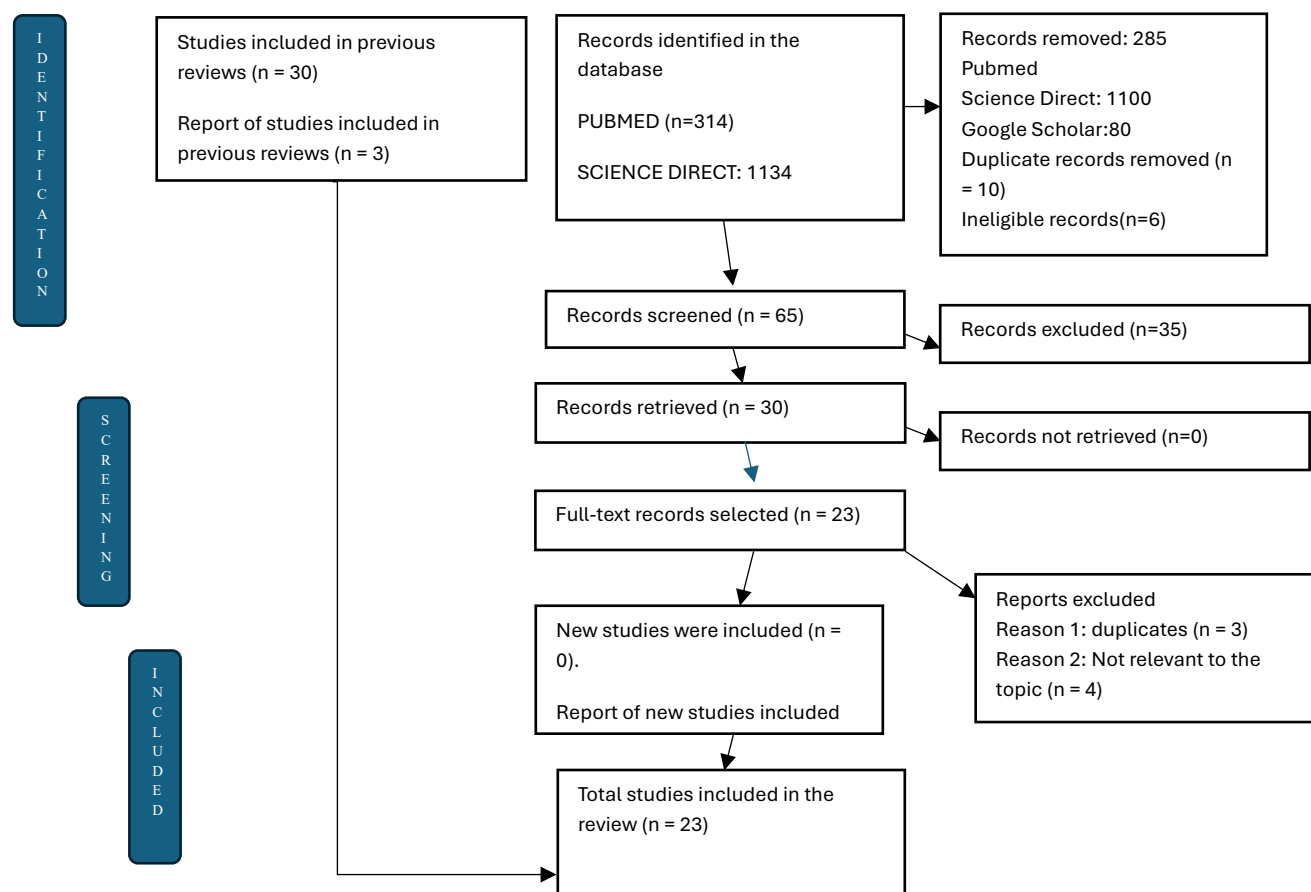 IDENTIFICATION
Studies included in previous
reviews (n = 30)
Report of studies included in
previous reviews (n = 3)
Records identified in the
database
PUBMED (n=314)
SCIENCE DIRECT: 1134
Records removed: 285
Pubmed
Science Direct: 1100
Google Scholar:80
Duplicate records removed (n
= 10)
Ineligible records(n=6)
Records screened (n = 65)
Records excluded (n=35)
SCREENING
Records retrieved (n = 30)
Records not retrieved (n=0)
Full-text records selected (n = 23)
Reports excluded
Reason 1: duplicates (n = 3)
Reason 2: Not relevant to the
topic (n = 4)
INCLUDED
New studies were included (n =
0).
Report of new studies included
Total studies included in the
review (n = 23)